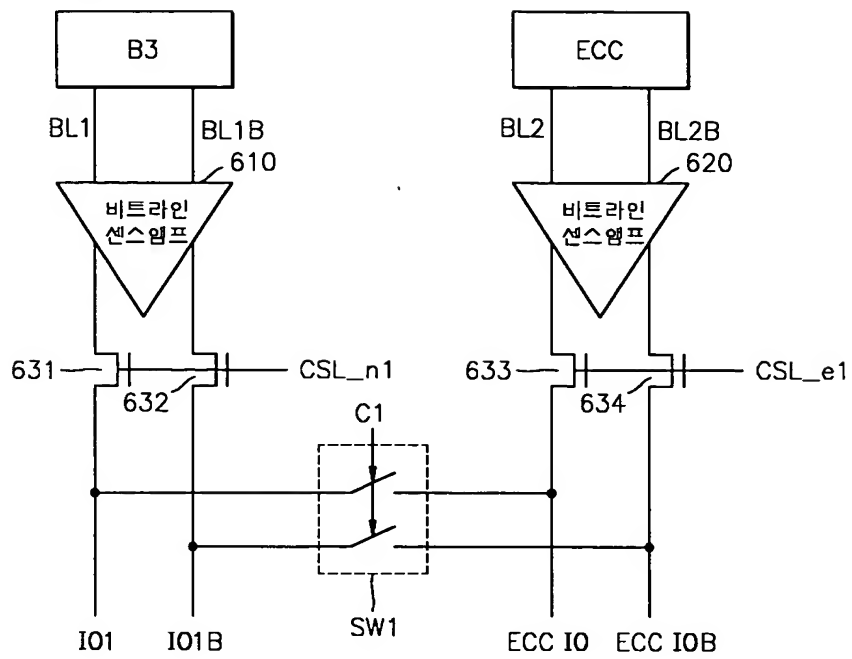 B3
ECC
BL1
BL1B
BL2
BL2B
610
620
비트라인
센스앰프
비트라인
센스앰프
631
632
CSL_n1
633
634
CSL_e1
C1
SW1
IO1
IO1B
ECC IO
ECC IOB